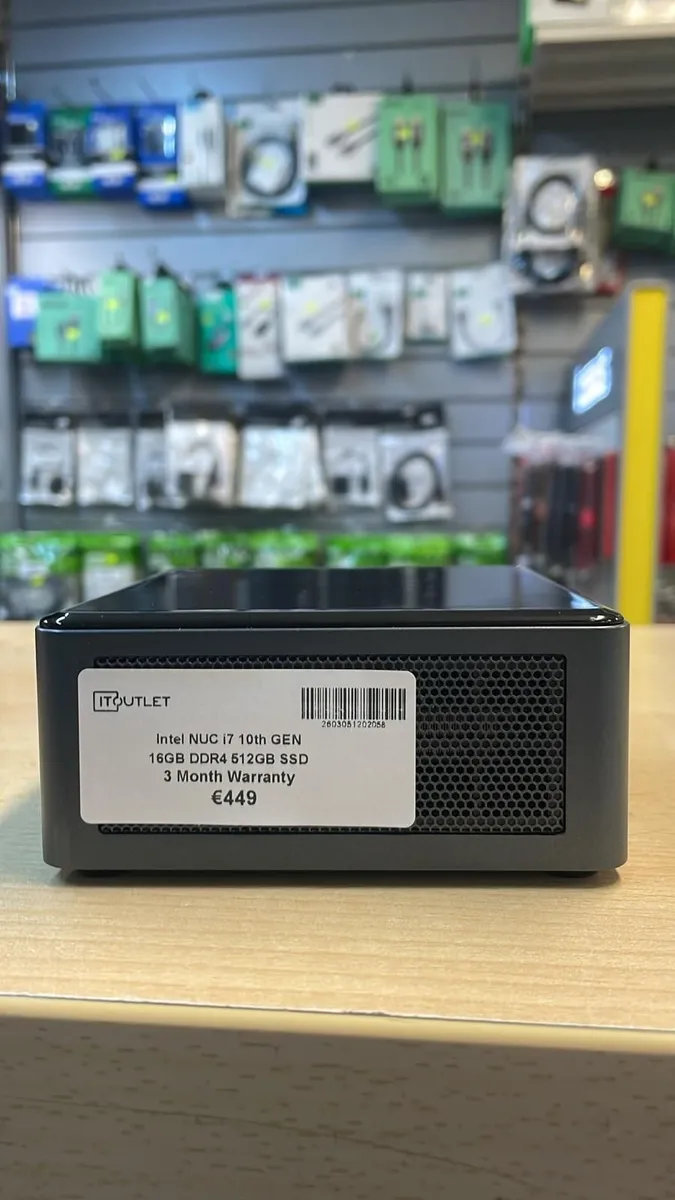 ITOUTLET
2603051202058
Intel NUC i7 10th GEN
16GB DDR4 512GB SSD
3 Month Warranty
€449